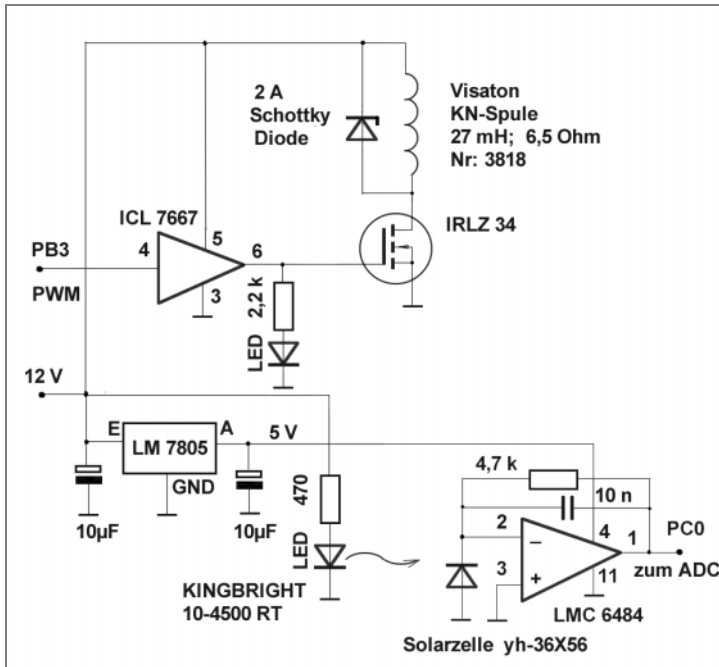 2 A
Schottky
Diode
Visaton
KN-Spule
27 mH; 6,5 Ohm
Nr: 3818
ICL 7667
IRLZ 34
PB3
4
5
6
PWM
3
2,2 k
LED
12 V
E
LM 7805
A
5 V
GND
10µF
10µF
470
LED
4,7 k
10 n
2
4
1
PC0
3
11
zum ADC
KINGBRIGHT
10-4500 RT
LMC 6484
Solarzelle yh-36X56